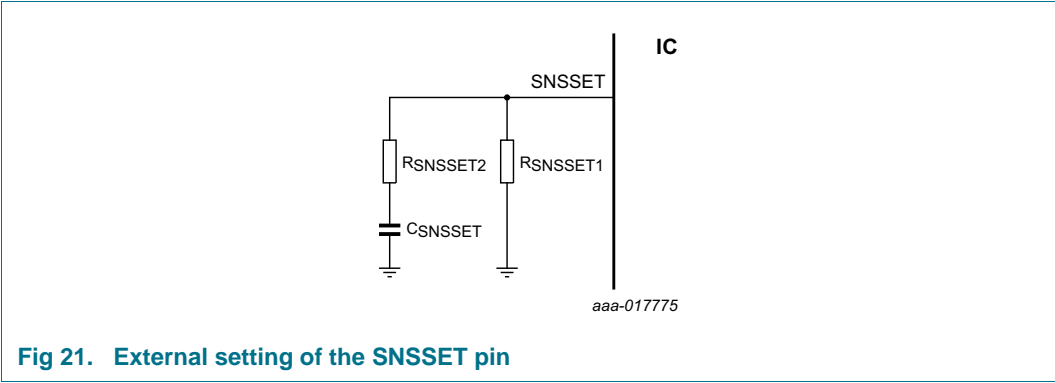 IC
SNSSET
RSNSSET2
RSNSSET1
CSNSSET
aaa-017775
Fig 21. External setting of the SNSSET pin